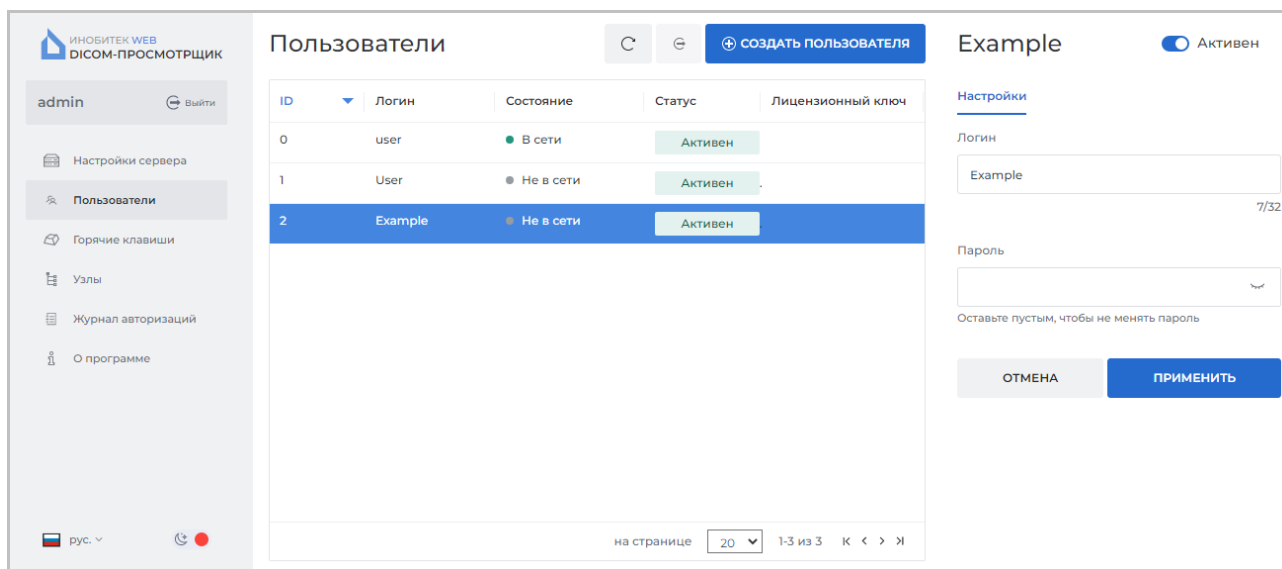 ИНОБИТЕК WEB
DICOM-ПРОСМОТРЩИК
admin
Выйти
Настройки сервера
Пользователи
Горячие клавиши
Узлы
Журнал авторизаций
О программе
рус.
Пользователи
СОЗДАТЬ ПОЛЬЗОВАТЕЛЯ
ID Логин Состояние Статус Лицензионный ключ
0 user В сети Активен
1 User Не в сети Активен .
2 Example Не в сети Активен .
на странице 20 1-3 из 3
Example Активен
Настройки
Логин
Example
7/32
Пароль
Оставьте пустым, чтобы не менять пароль
ОТМЕНА ПРИМЕНИТЬ